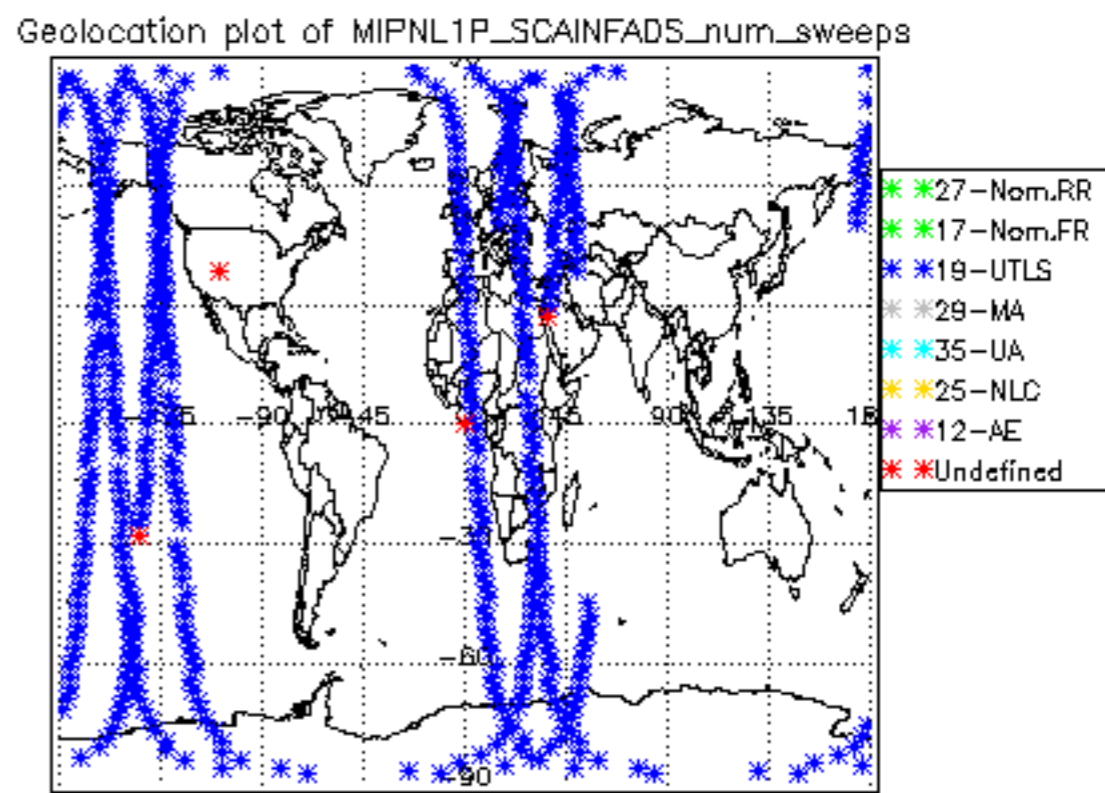 Geolocation plot of MIPNL1P_SCAINFADS_num_sweeps
27-Nom.RR
17-Nom.FR
19-UTLS
29-MA
35-UA
25-NLC
12-AE
Undefined
-90 -45 45 90 135
-60
-90